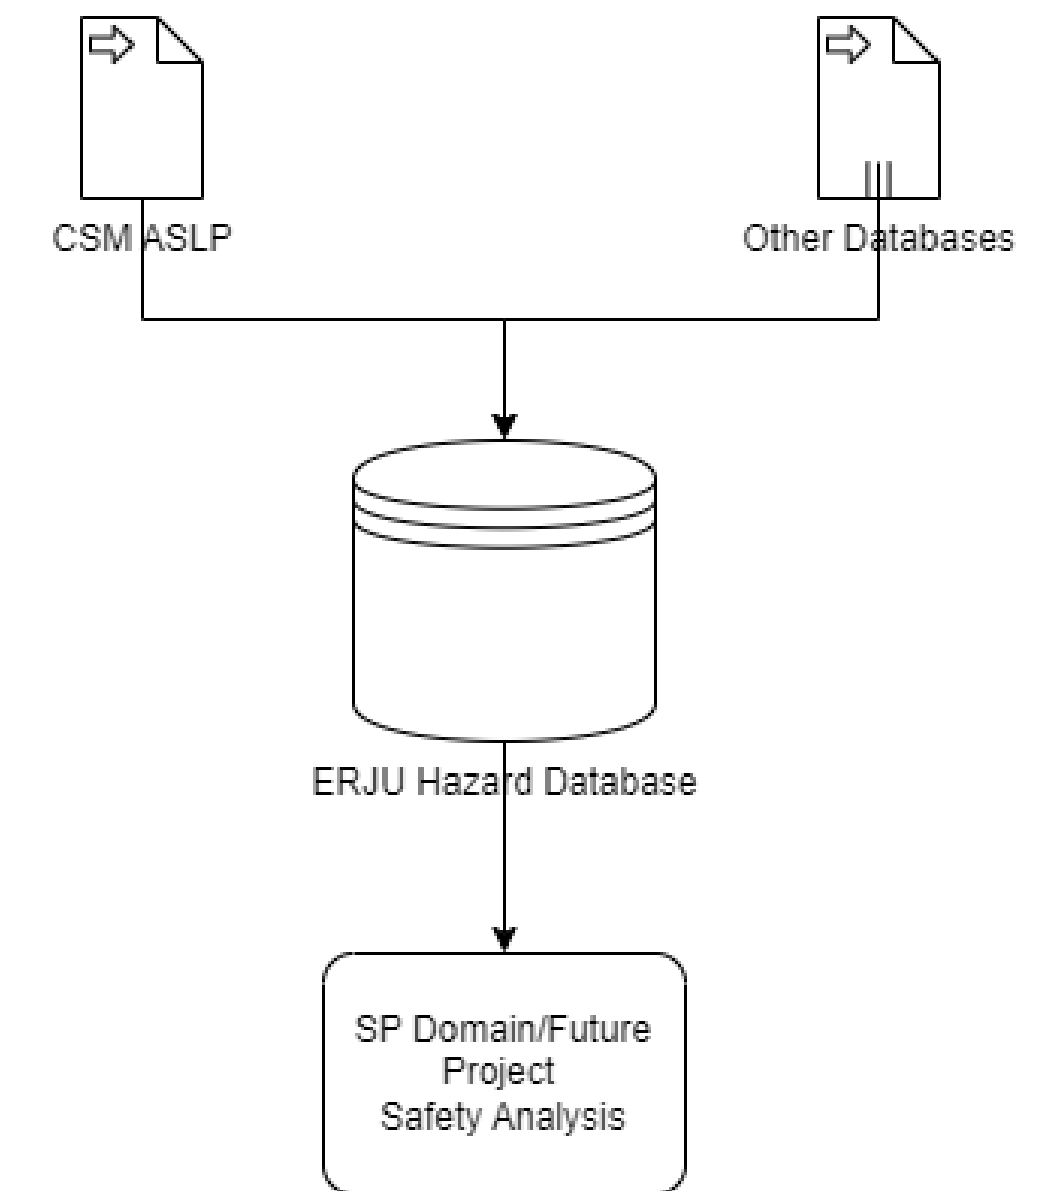 CSM ASLP
Other Databases
ERJU Hazard Database
SP Domain/Future
Project
Safety Analysis